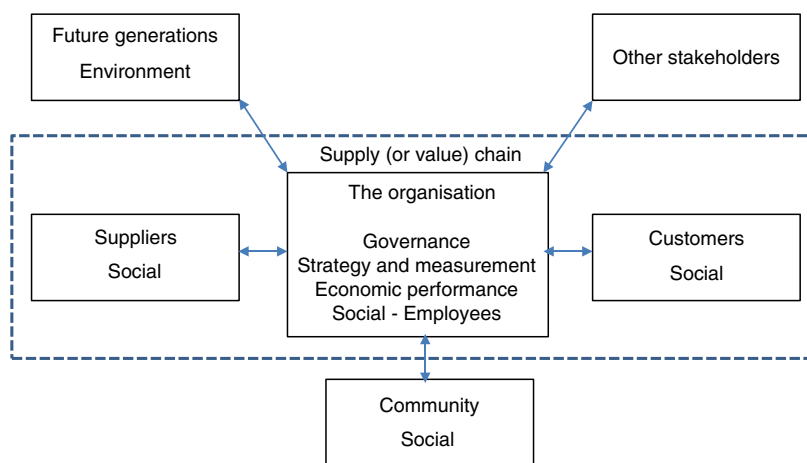 Future generations
Environment
Other stakeholders
Supply (or value) chain
The organisation
Governance
Strategy and measurement
Economic performance
Social - Employees
Suppliers
Social
Customers
Social
Community
Social